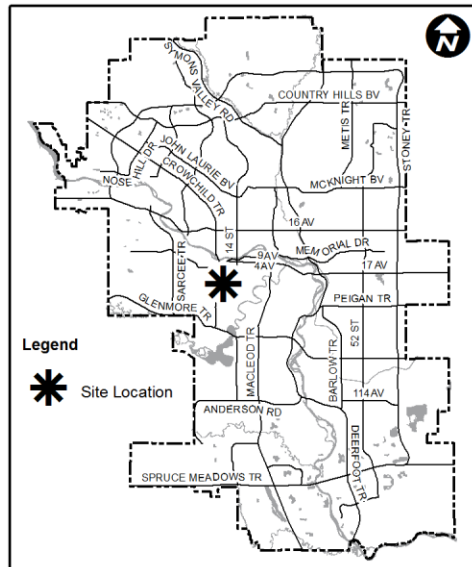 N
SYMONS VALLEY RD
COUNTRY HILLS BV
METIS TR
STONEY TR
JOHN LAURIE BV
CROWCHILD TR
NOSE HILL DR
MCKNIGHT BV
14 ST
16 AV
SARCEE TR
9 AV
MEMORIAL DR
4 AV
17 AV
PEIGAN TR
GLENMORE TR
Legend
Site Location
MACLEOD TR
BARLOW TR
52 ST
114 AV
ANDERSON RD
DEERFOOT TR
SPRUCE MEADOWS TR